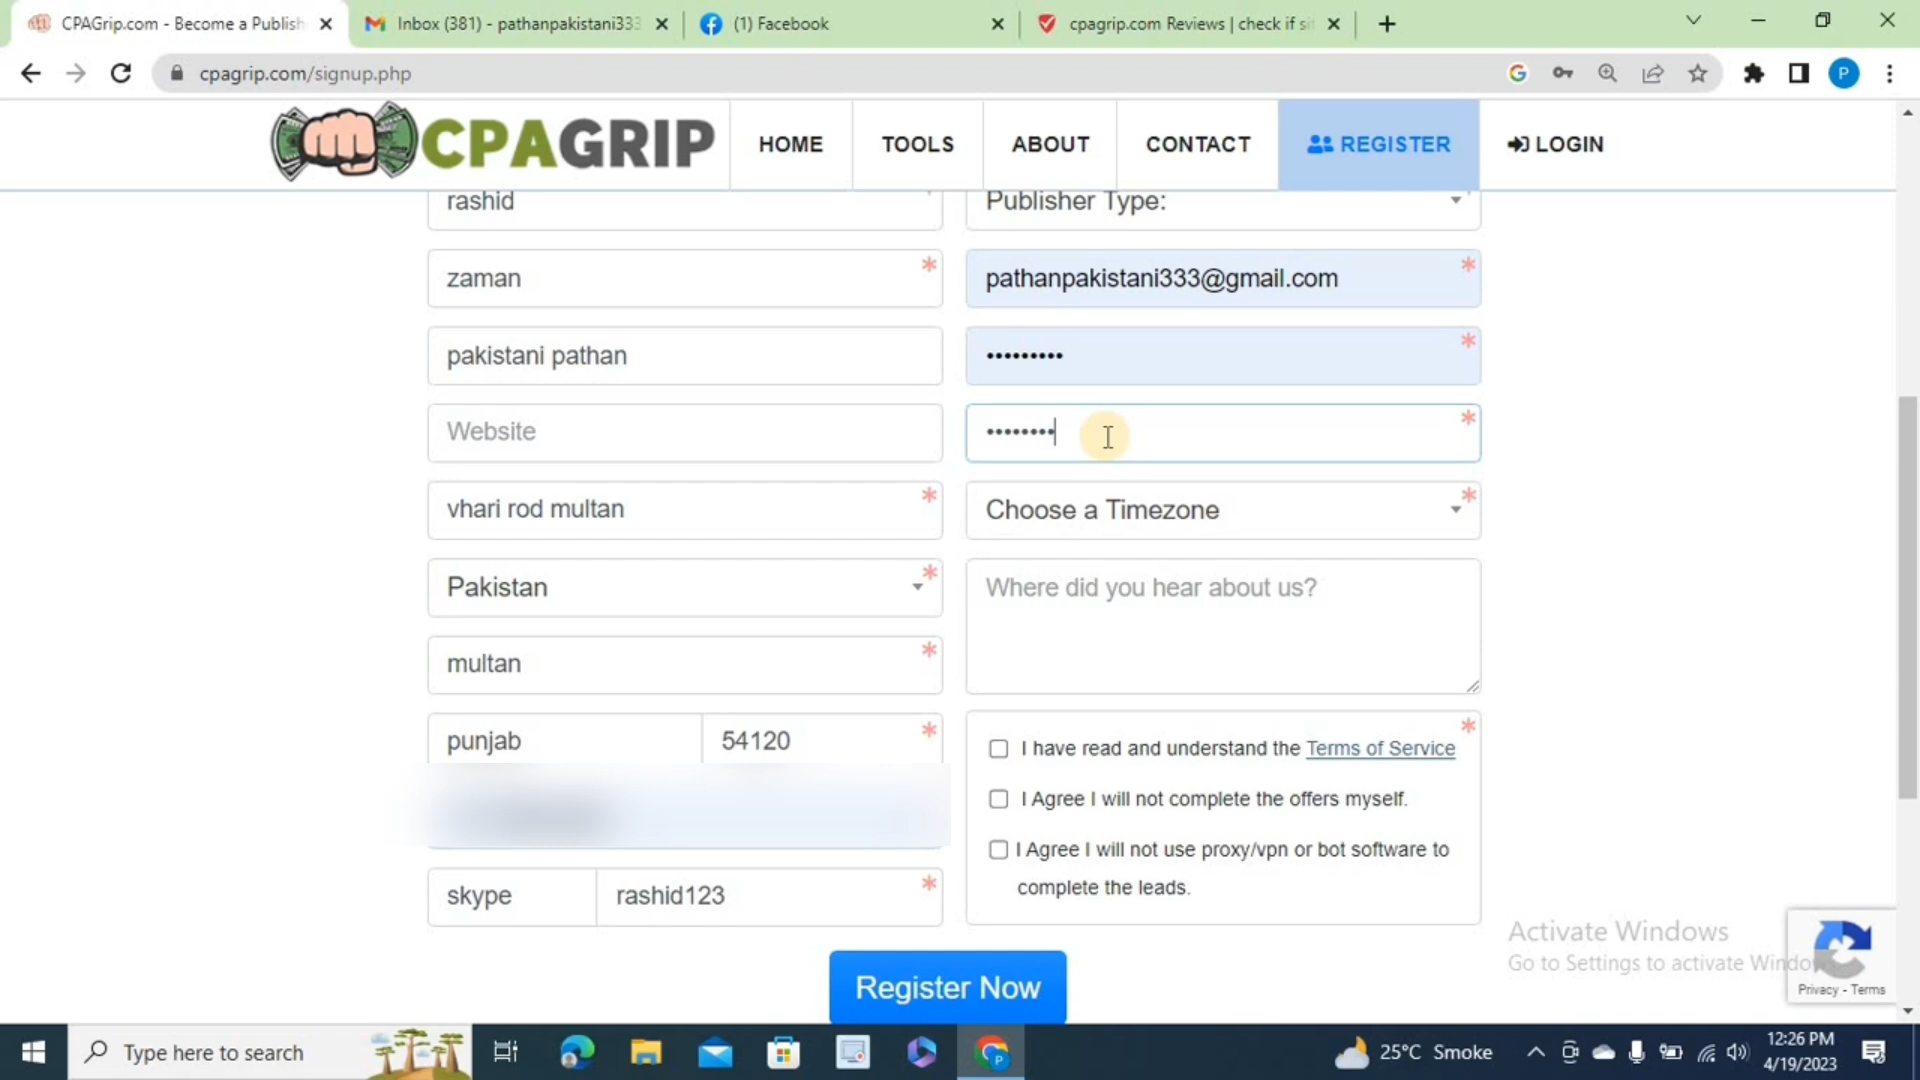 CPAGrip.com - Become a Publish
Inbox (381) - pathanpakistani333
(1) Facebook
cpagrip.com Reviews | check if si
cpagrip.com/signup.php
P
CPAGRIP
HOME
TOOLS
ABOUT
CONTACT
REGISTER
LOGIN
rashid
Publisher Type:
zaman
pathanpakistani333@gmail.com
pakistani pathan
Website
vhari rod multan
Choose a Timezone
Pakistan
Where did you hear about us?
multan
punjab
54120
I have read and understand the Terms of Service
I Agree I will not complete the offers myself.
I Agree I will not use proxy/vpn or bot software to
complete the leads.
skype
rashid123
Register Now
Activate Windows
Go to Settings to activate Windo
Privacy - Terms
Type here to search
25°C Smoke
12:26 PM
4/19/2023